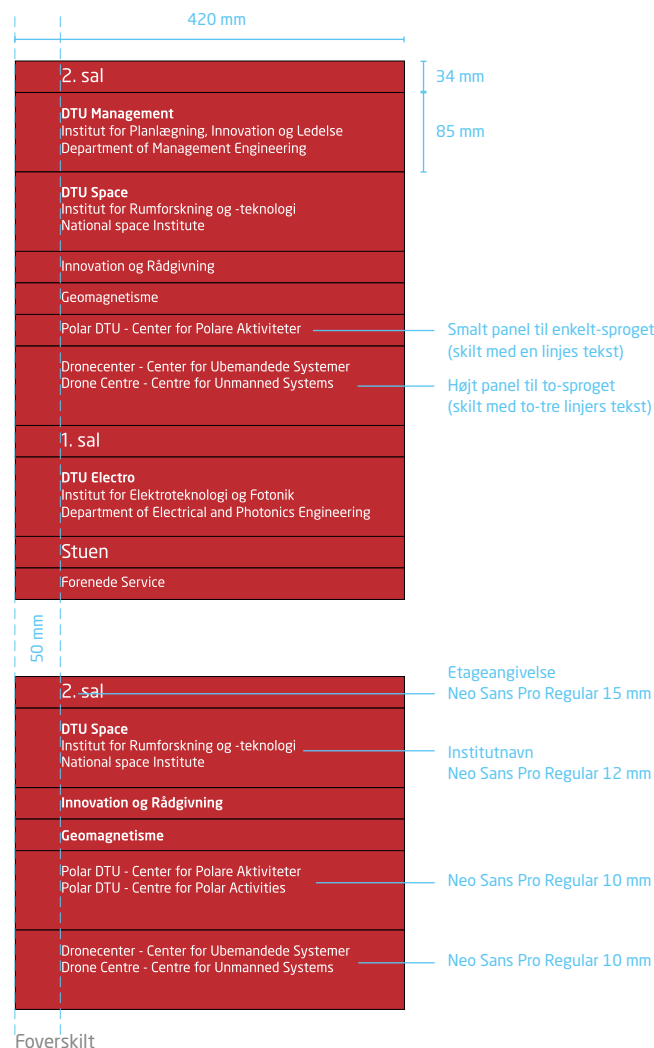 420 mm
2. sal
34 mm
DTU Management
Institut for Planlægning, Innovation og Ledelse
Department of Management Engineering
85 mm
DTU Space
Institut for Rumforskning og -teknologi
National space Institute
Innovation og Rådgivning
Geomagnetisme
Polar DTU - Center for Polare Aktiviteter
Smalt panel til enkelt-sproget
(skilt med en linjes tekst)
Dronecenter - Center for Ubemandede Systemer
Drone Centre - Centre for Unmanned Systems
Højt panel til to-sproget
(skilt med to-tre linjers tekst)
1. sal
DTU Electro
Institut for Elektroteknologi og Fotonik
Department of Electrical and Photonics Engineering
Stuen
Forenede Service
50 mm
2. sal
Etageangivelse
Neo Sans Pro Regular 15 mm
DTU Space
Institut for Rumforskning og -teknologi
National space Institute
Institutnavn
Neo Sans Pro Regular 12 mm
Innovation og Rådgivning
Geomagnetisme
Polar DTU - Center for Polare Aktiviteter
Polar DTU - Centre for Polar Activities
Neo Sans Pro Regular 10 mm
Dronecenter - Center for Ubemandede Systemer
Drone Centre - Centre for Unmanned Systems
Neo Sans Pro Regular 10 mm
Foverskilt